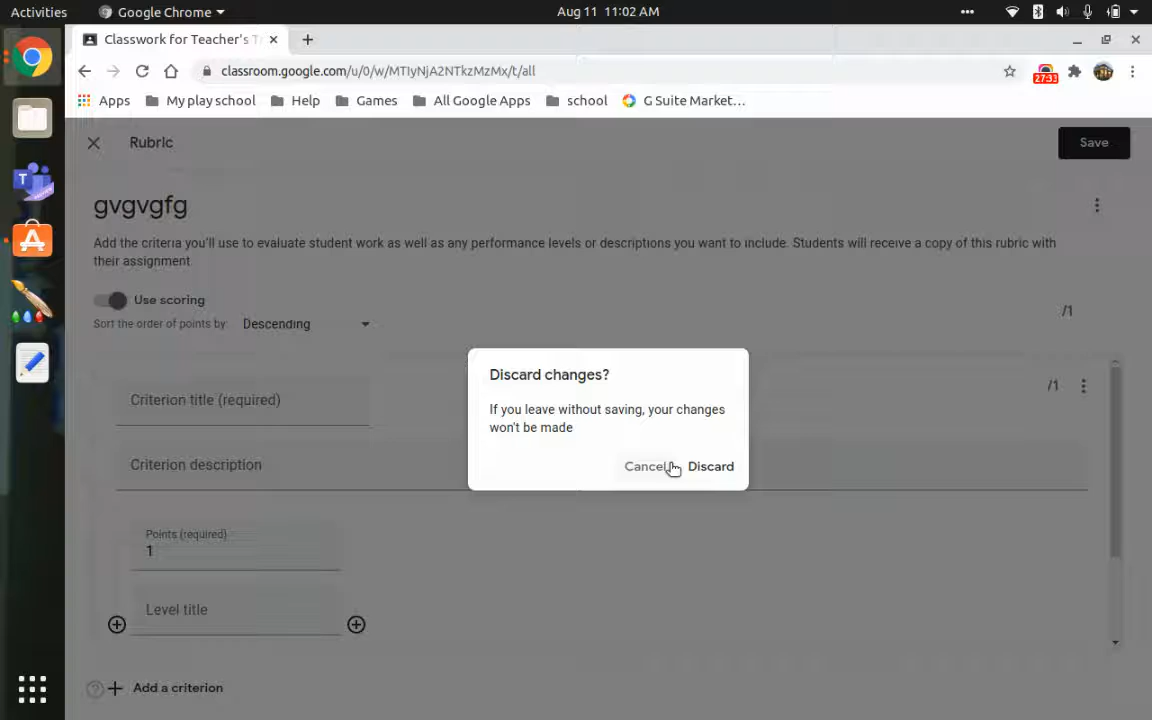 Activities
Google Chrome
Aug 11 11:02 AM
Classwork for Teacher's T
classroom.google.com/u/0/w/MTIyNjA2NTkzMzMx/t/all
27:33
Apps
My play school
Help
Games
All Google Apps
school
G Suite Market…
Rubric
Save
gvgvgfg
Add the criteria you'll use to evaluate student work as well as any performance levels or descriptions you want to include. Students will receive a copy of this rubric with
their assignment
Use scoring
/1
Sort the order of points by:
Descending
Discard changes?
/1
Criterion title (required)
If you leave without saving, your changes
won't be made
Criterion description
Cancel
Discard
Points (required)
1
Level title
Add a criterion